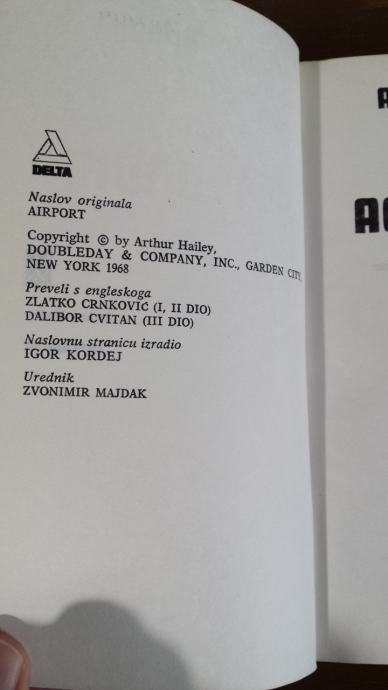 DELTA
Naslov originala
AIRPORT
Copyright © by Arthur Hailey,
DOUBLEDAY & COMPANY, INC., GARDEN CITY,
NEW YORK 1968
Preveli s engleskoga
ZLATKO CRNKOVIĆ (I, II DIO)
DALIBOR CVITAN (III DIO)
Naslovnu stranicu izradio
IGOR KORDEJ
Urednik
ZVONIMIR MAJDAK